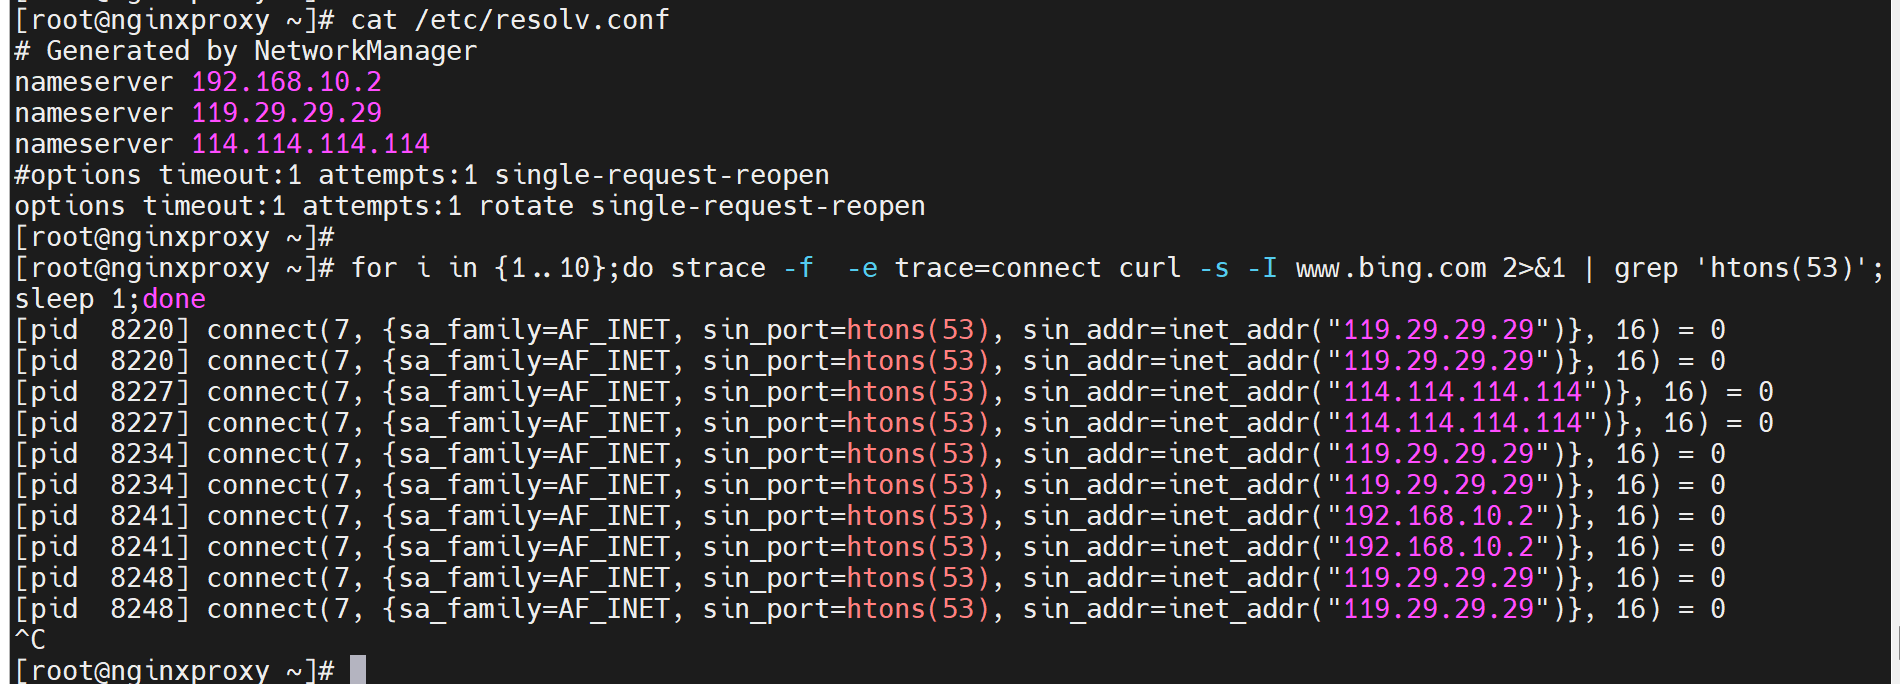 [root@nginxproxy ~]# cat /etc/resolv.conf
# Generated by NetworkManager
nameserver 192.168.10.2
nameserver 119.29.29.29
nameserver 114.114.114.114
#options timeout:1 attempts:1 single-request-reopen
options timeout:1 attempts:1 rotate single-request-reopen
[root@nginxproxy ~]#
[root@nginxproxy ~]# for i in {1..10};do strace -f  -e trace=connect curl -s -I www.bing.com 2>&1 | grep 'htons(53)';
sleep 1;done
[pid  8220] connect(7, {sa_family=AF_INET, sin_port=htons(53), sin_addr=inet_addr("119.29.29.29")}, 16) = 0
[pid  8220] connect(7, {sa_family=AF_INET, sin_port=htons(53), sin_addr=inet_addr("119.29.29.29")}, 16) = 0
[pid  8227] connect(7, {sa_family=AF_INET, sin_port=htons(53), sin_addr=inet_addr("114.114.114.114")}, 16) = 0
[pid  8227] connect(7, {sa_family=AF_INET, sin_port=htons(53), sin_addr=inet_addr("114.114.114.114")}, 16) = 0
[pid  8234] connect(7, {sa_family=AF_INET, sin_port=htons(53), sin_addr=inet_addr("119.29.29.29")}, 16) = 0
[pid  8234] connect(7, {sa_family=AF_INET, sin_port=htons(53), sin_addr=inet_addr("119.29.29.29")}, 16) = 0
[pid  8241] connect(7, {sa_family=AF_INET, sin_port=htons(53), sin_addr=inet_addr("192.168.10.2")}, 16) = 0
[pid  8241] connect(7, {sa_family=AF_INET, sin_port=htons(53), sin_addr=inet_addr("192.168.10.2")}, 16) = 0
[pid  8248] connect(7, {sa_family=AF_INET, sin_port=htons(53), sin_addr=inet_addr("119.29.29.29")}, 16) = 0
[pid  8248] connect(7, {sa_family=AF_INET, sin_port=htons(53), sin_addr=inet_addr("119.29.29.29")}, 16) = 0
^C
[root@nginxproxy ~]#